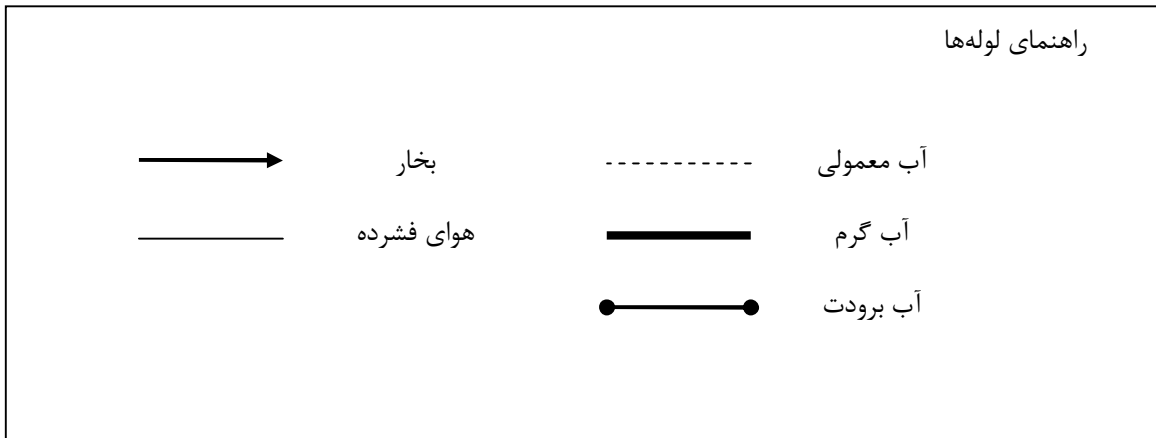 راهنمای لوله‌ها
آب معمولی
بخار
آب گرم
هوای فشرده
آب برودت